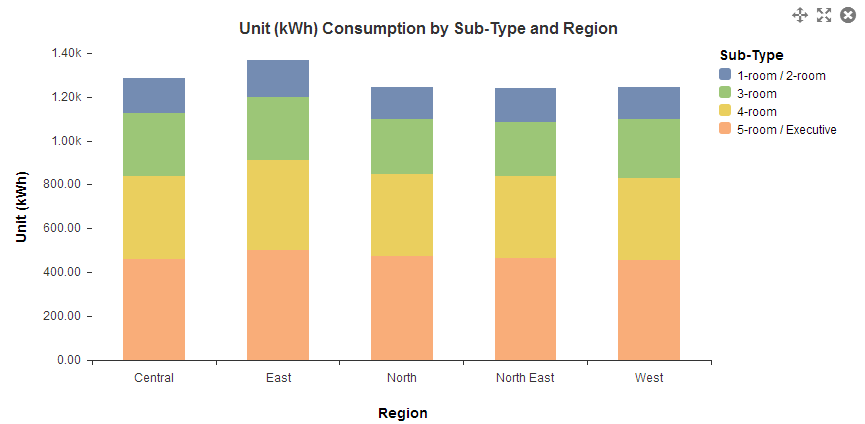 Unit (kWh) Consumption by Sub-Type and Region
1.40k
1.20k
1.00k
800.00
600.00
400.00
200.00
0.00
Unit (kWh)
Central East North North East West
Region
Sub-Type
1-room / 2-room
3-room
4-room
5-room / Executive